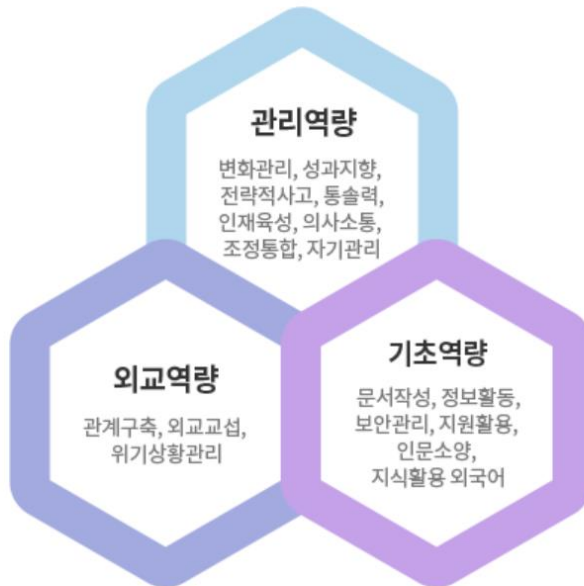 관리역량
변화관리, 성과지향,
전략적사고, 통솔력,
인재육성, 의사소통,
조정통합, 자기관리
외교역량
관계구축, 외교교섭,
위기상황관리
기초역량
문서작성, 정보활동,
보안관리, 지원활용,
인문소양,
지식활용 외국어